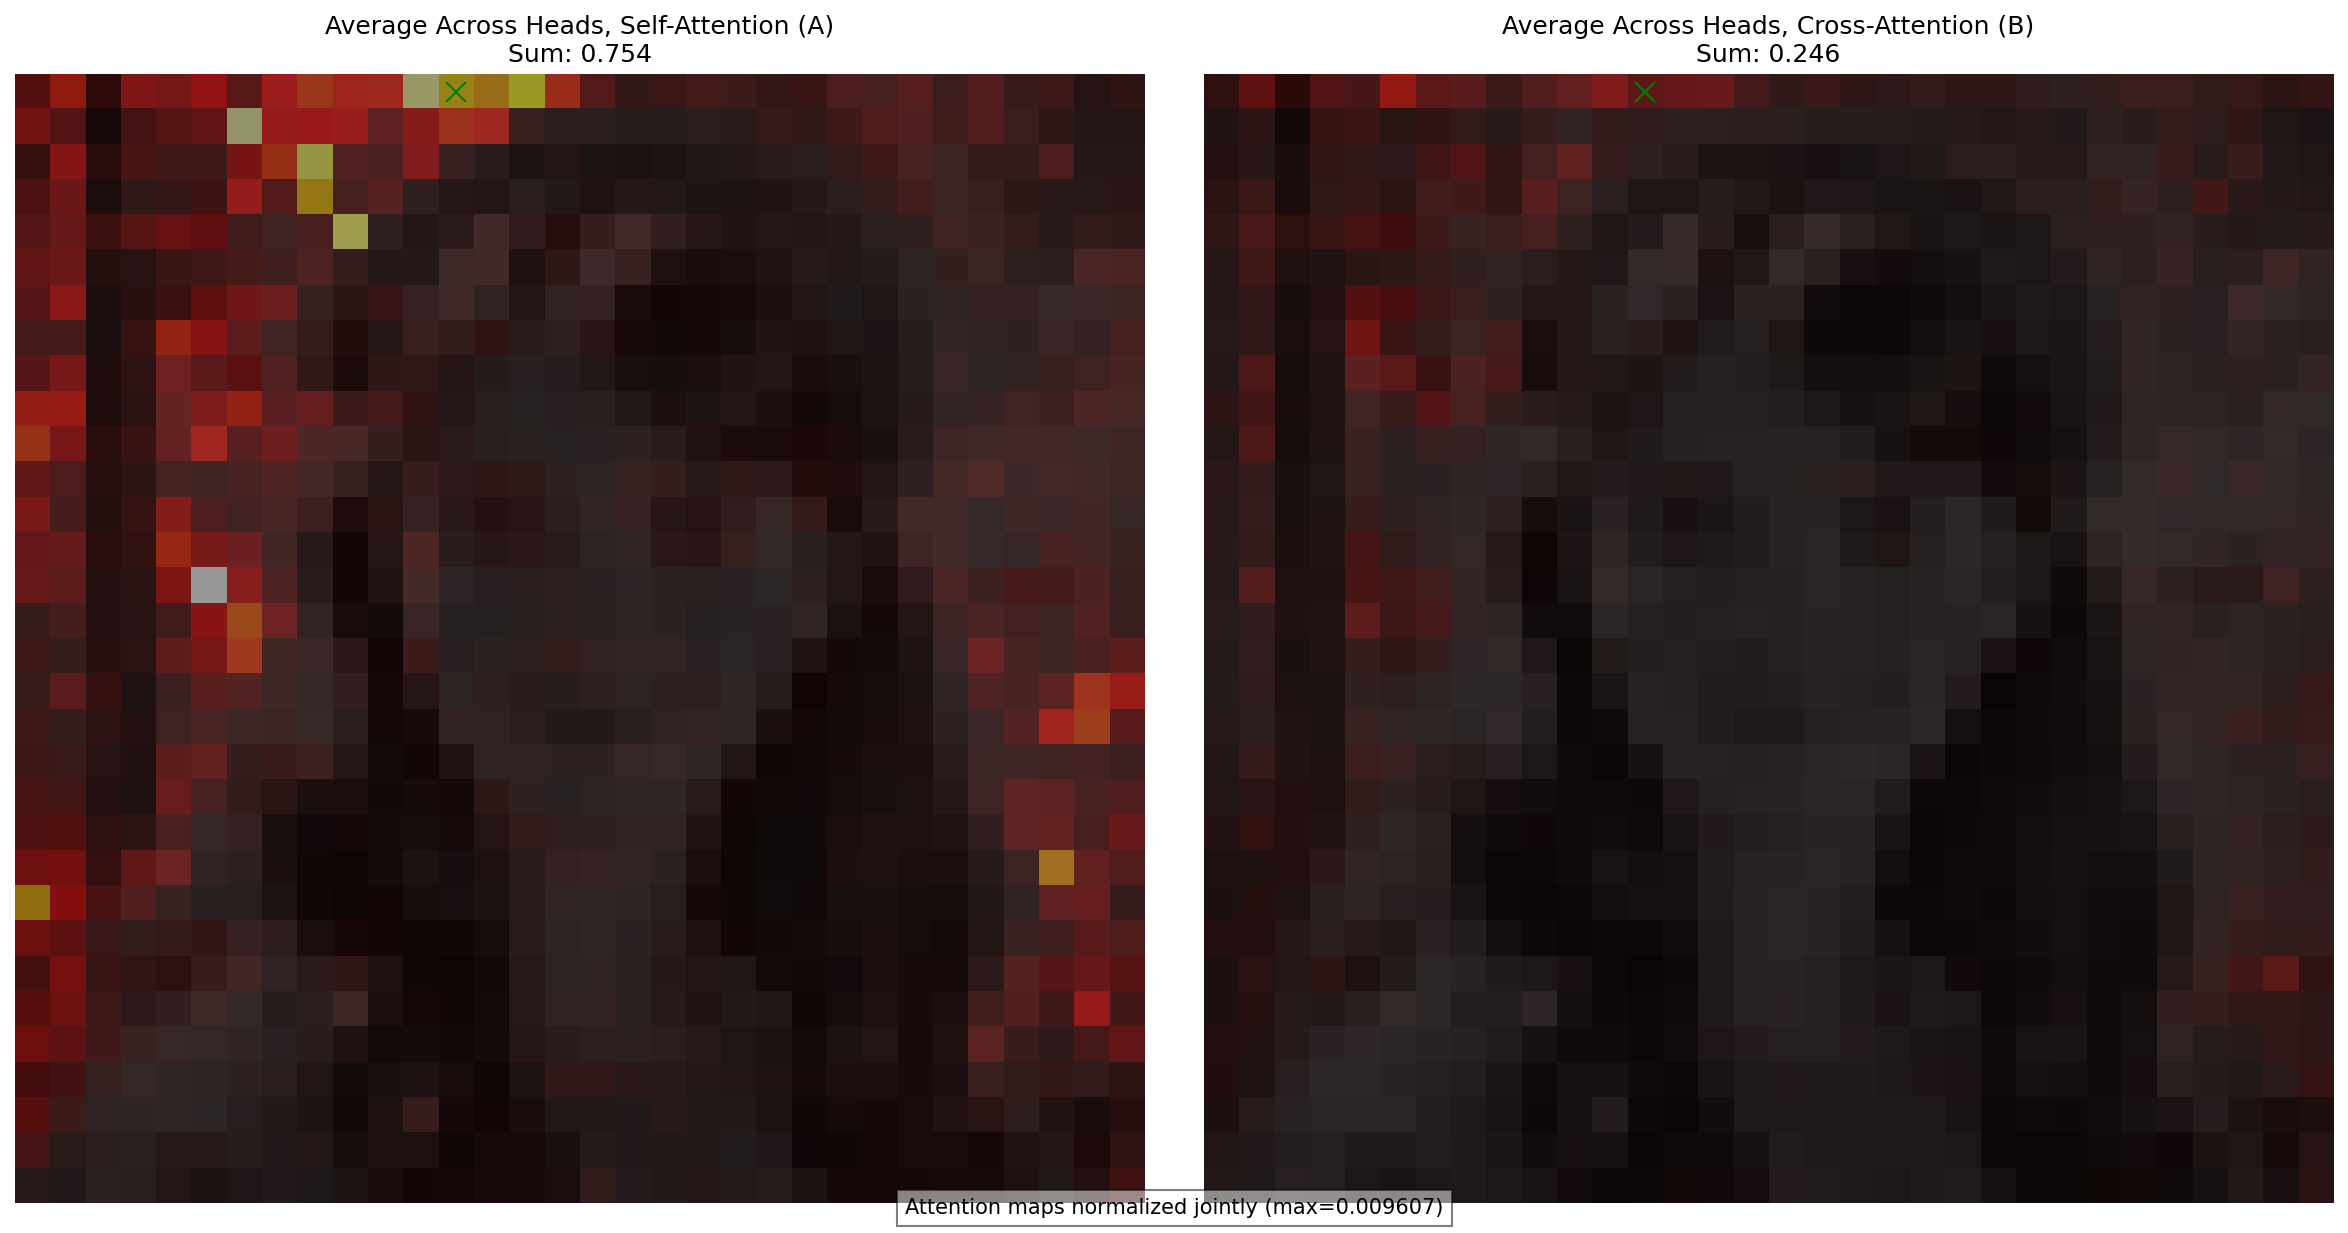 Average Across Heads, Self-Attention (A)
Sum: 0.754
Average Across Heads, Cross-Attention (B)
Sum: 0.246
Attention maps normalized jointly (max=0.009607)